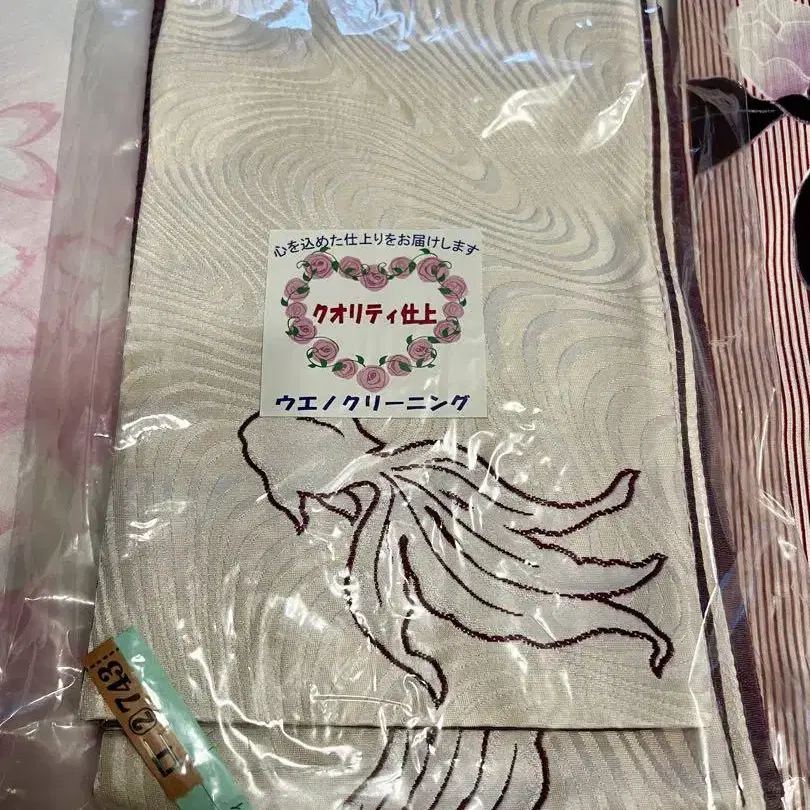 心を込めた仕上りをお届けします
クオリティ仕上
ウエノクリーニング
②743